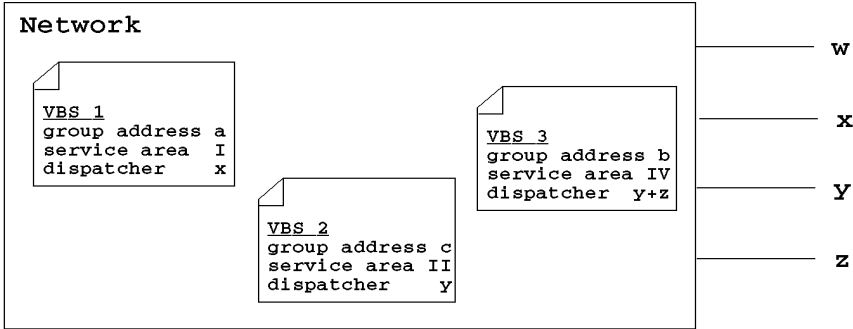 Network
VBS 1
group address a
service area I
dispatcher x
VBS 2
group address c
service area II
dispatcher y
VBS 3
group address b
service area IV
dispatcher y+z
w
x
y
z